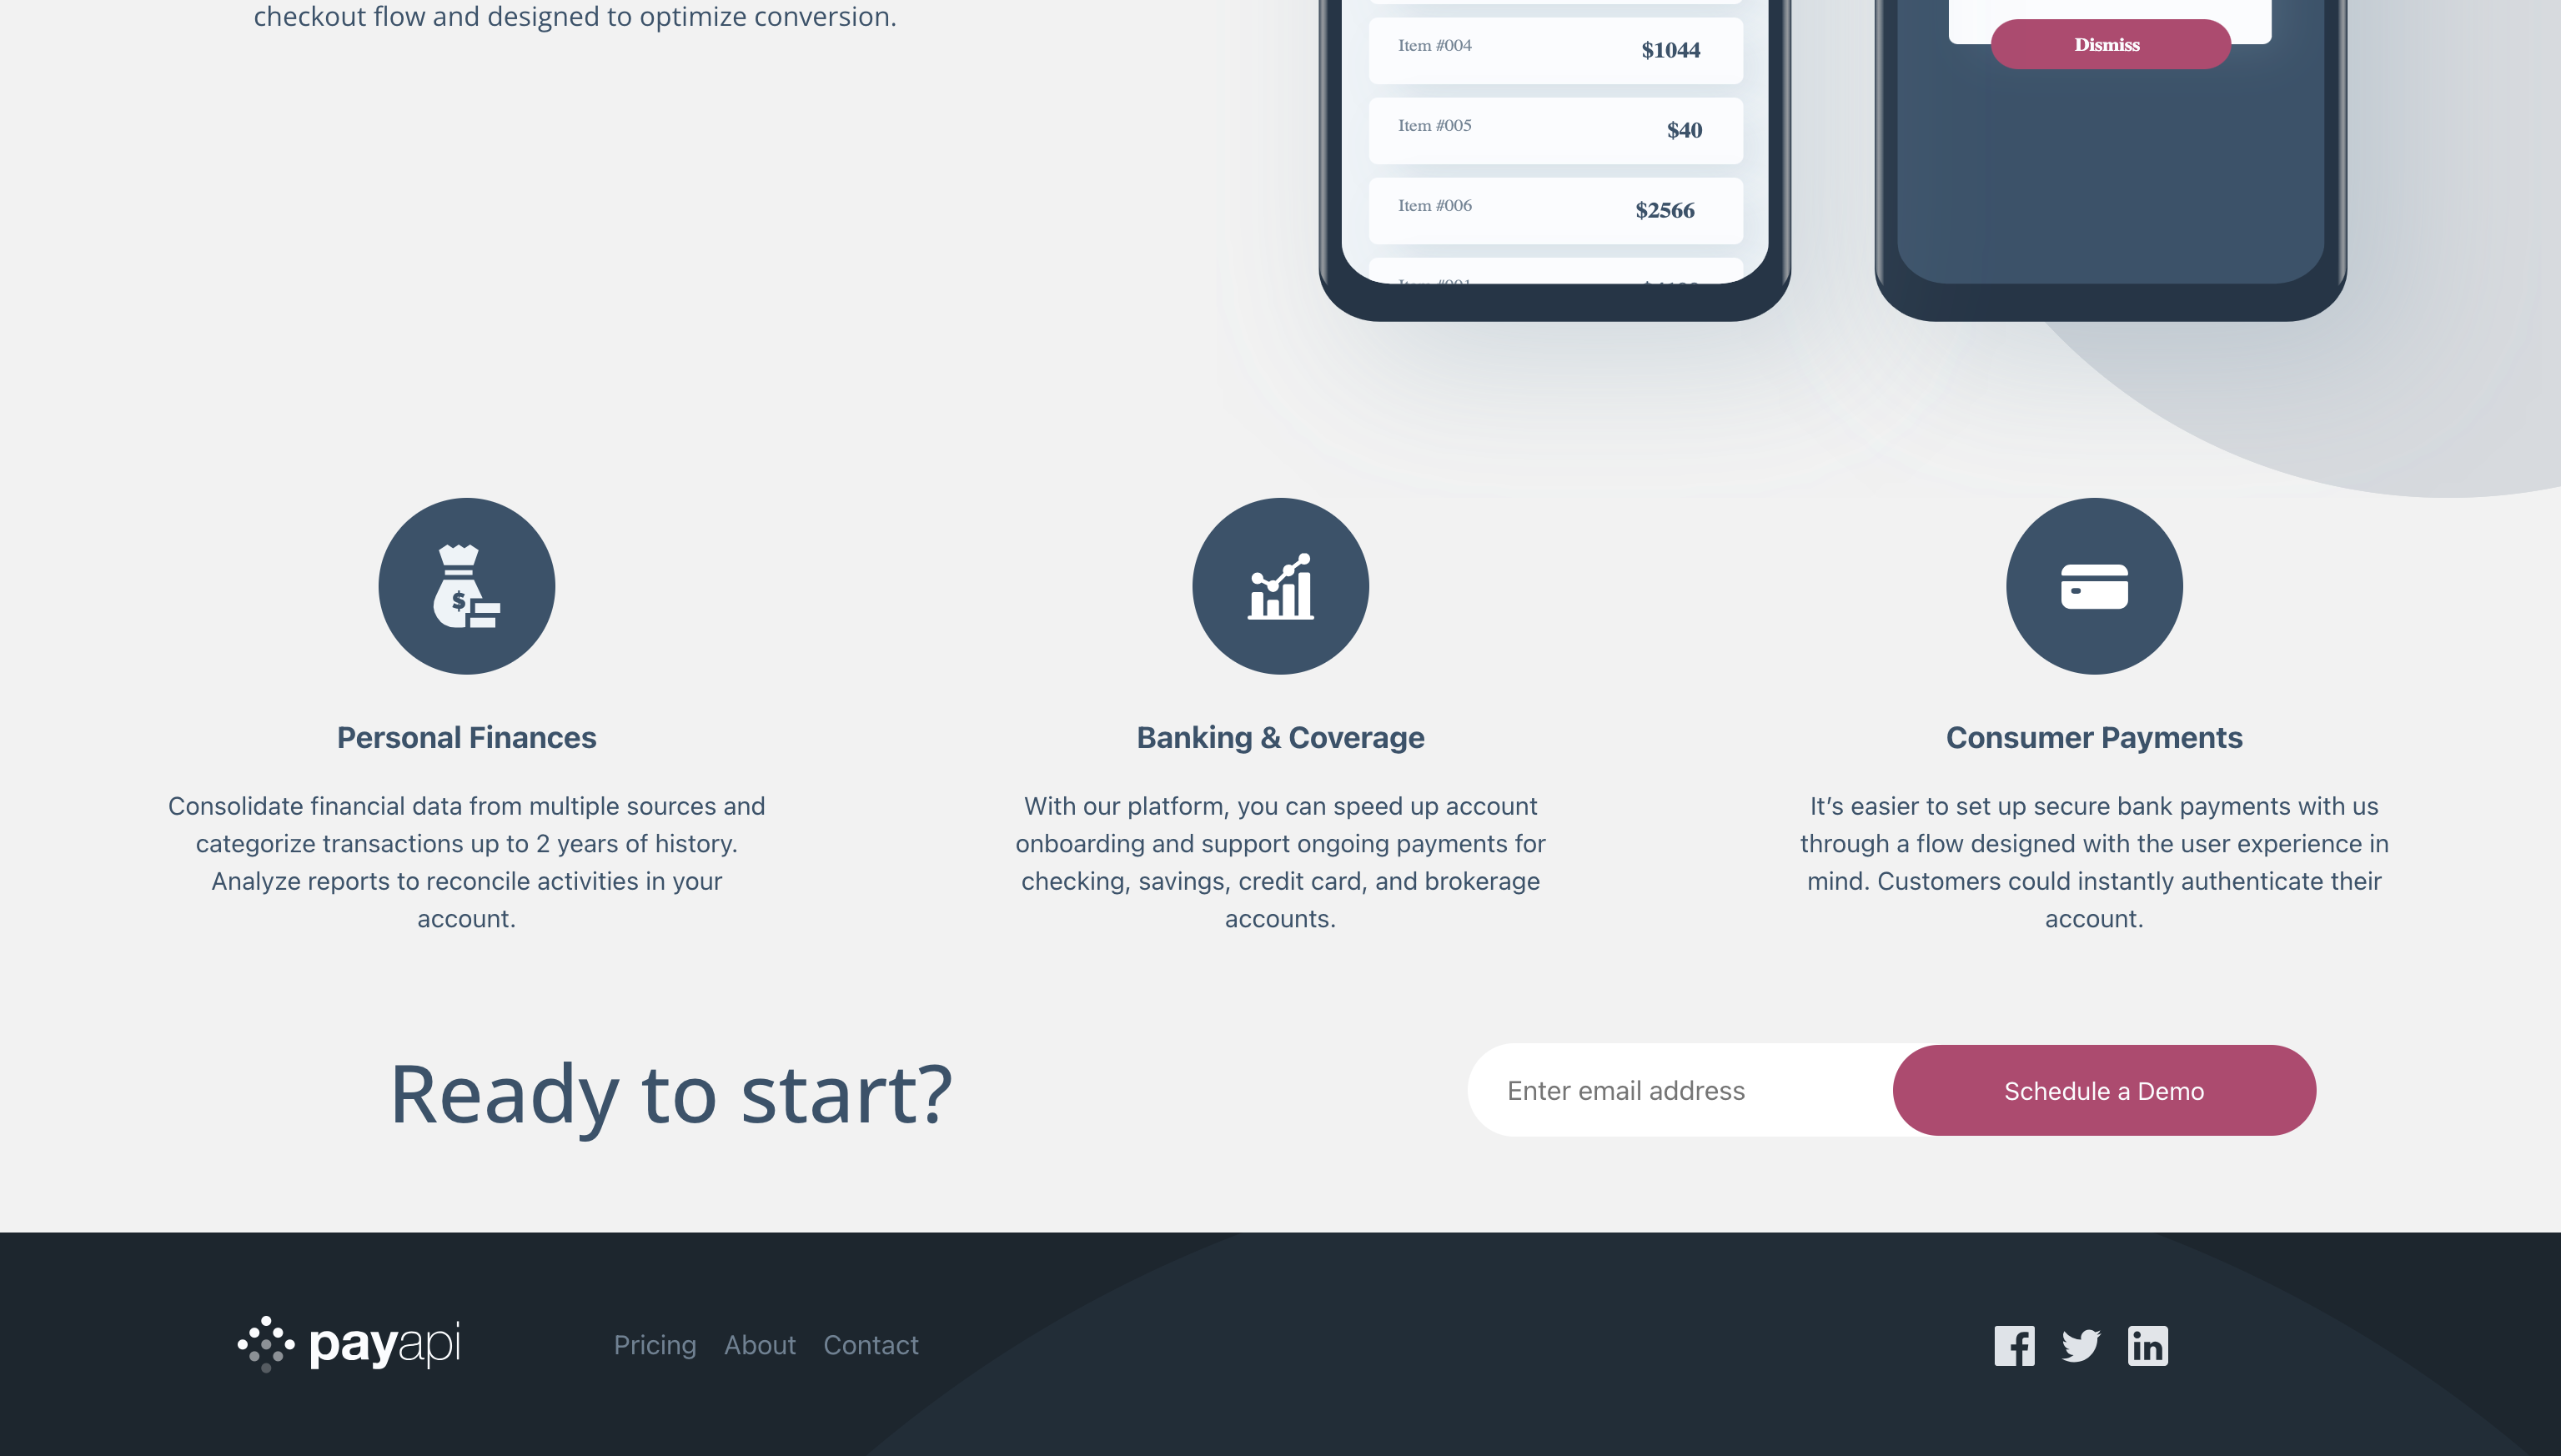 checkout flow and designed to optimize conversion.
Item #004 $1044
Dismiss
Item #005 $40
Item #006 $2566
Item #001
Personal Finances
Consolidate financial data from multiple sources and
categorize transactions up to 2 years of history.
Analyze reports to reconcile activities in your
account.
Banking & Coverage
With our platform, you can speed up account
onboarding and support ongoing payments for
checking, savings, credit card, and brokerage
accounts.
Consumer Payments
It’s easier to set up secure bank payments with us
through a flow designed with the user experience in
mind. Customers could instantly authenticate their
account.
Ready to start?
Enter email address
Schedule a Demo
payapi
Pricing About Contact